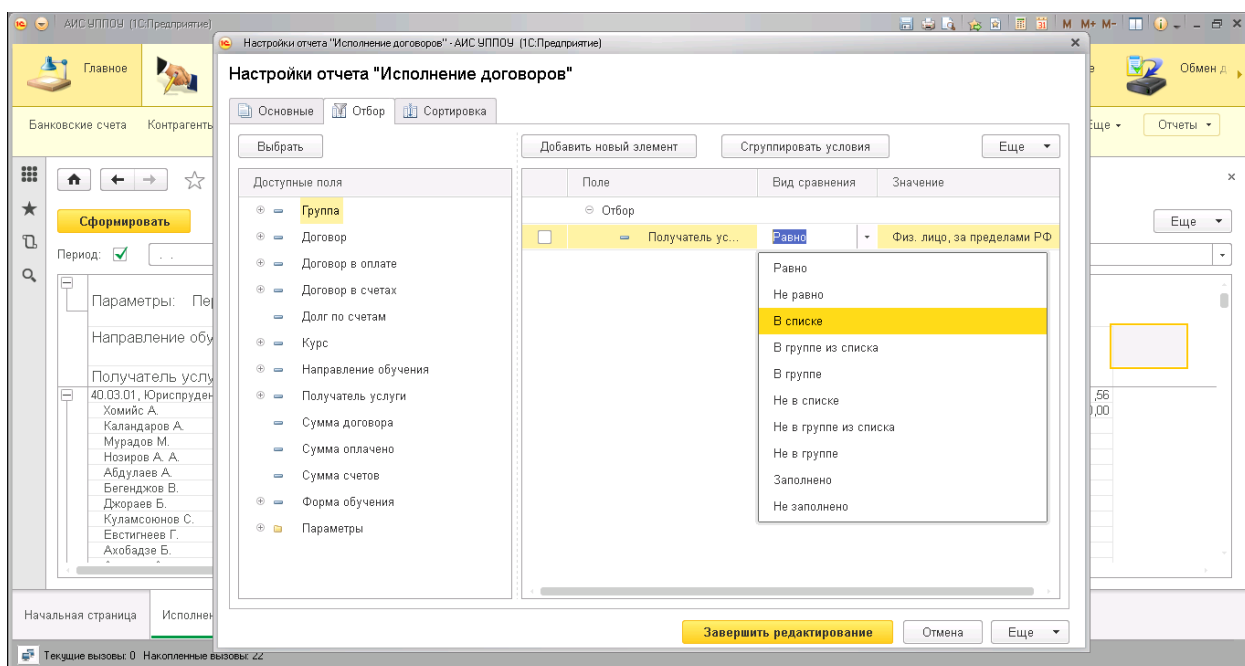 АИС УППОУ (1С:Предприятие)
M M+ M-
Настройки отчета "Исполнение договоров" - АИС УППОУ (1С:Предприятие)
Главное
Обмен д
Настройки отчета "Исполнение договоров"
Основные Отбор Сортировка
Банковские счета Контрагенты
Еще Отчеты
Выбрать Добавить новый элемент Сгруппировать условия Еще
Доступные поля Поле Вид сравнения Значение
Группа Отбор
Сформировать Еще
Договор Получатель ус... Равно Физ. лицо, за пределами РФ
Период: . .
Договор в оплате
Договор в счетах
Долг по счетам
Курс
Направление обучения
Получатель услуги
Сумма договора
Сумма оплачено
Сумма счетов
Форма обучения
Параметры
Равно
Не равно
В списке
В группе из списка
В группе
Не в списке
Не в группе из списка
Не в группе
Заполнено
Не заполнено
Параметры: Пер
Направление обу
Получатель услу
40.03.01, Юриспруден ,56
Хомийс А. 0,00
Каландаров А.
Мурадов М.
Нозиров А. А.
Абдулаев А.
Бегенджов В.
Джораев Б.
Куламсоюнов С.
Евстигнеев Г.
Ахобадзе Б.
Начальная страница Исполнен
Завершить редактирование Отмена Еще
Текущие вызовы: 0 Накопленные вызовы: 22